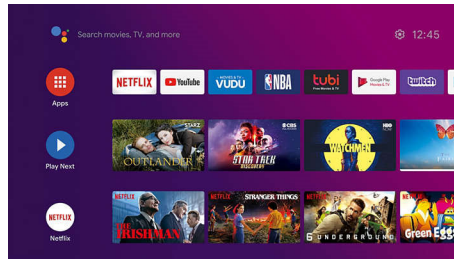 Search movies, TV, and more
12:45
Apps
NETFLIX
YouTube
MOVIES & TV
VUDU
NBA
tubi
Free Movies & TV
Google Play
Movies & TV
twitch
Play Next
STARZ
OUTLANDER
CBS
STAR TREK
DISCOVERY
HBO
NOW
WATCHMEN
NETFLIX
Netflix
NETFLIX
THE
IRISHMAN
NETFLIX
STRANGER THINGS
NETFLIX
6 UNDERGROUND
NETFLIX
Green Eggs